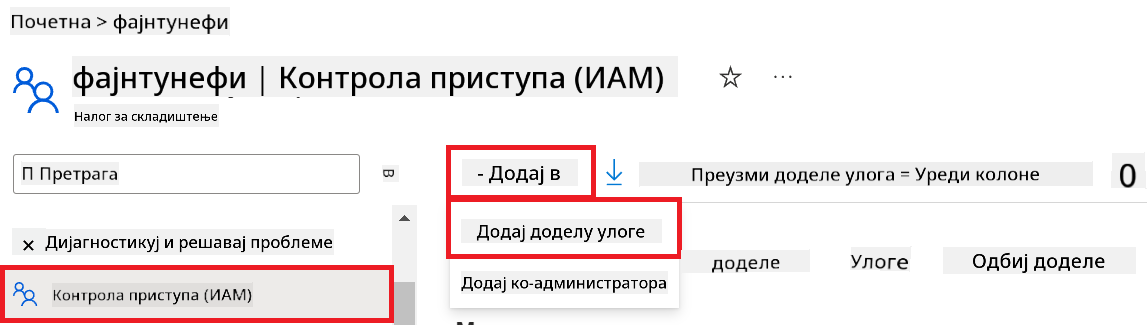 Почетна > фајнтунефи
фајнтунефи | Контрола приступа (ИАМ)
Налог за складиштење
П Претрага
- Додај в
Преузми доделе улога = Уреди колоне
Дијагностикуј и решавај проблеме
Додај доделу улоге
доделе Улоге Одбиј доделе
Контрола приступа (ИАМ)
Додај ко-администратора